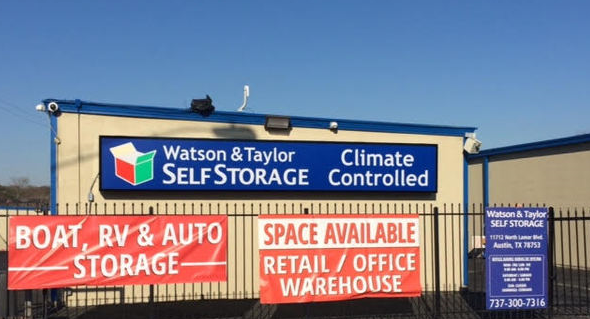 Watson & Taylor
SELF STORAGE
Climate
Controlled
BOAT, RV & AUTO
STORAGE
SPACE AVAILABLE
RETAIL / OFFICE
WAREHOUSE
Watson & Taylor
SELF STORAGE
11712 North Lamar Blvd.
Austin, TX 78753
737-300-7316